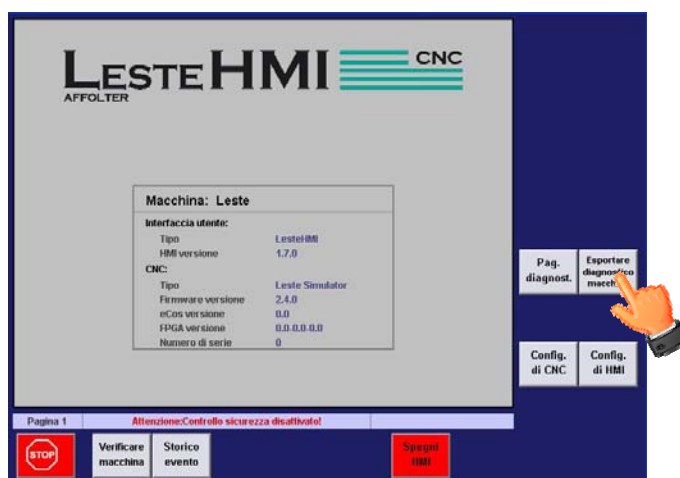 LESTE HMI CNC
AFFOLTER
Macchina: Leste
Interfaccia utente:
Tipo LesteHMI
HMI versione 1.7.0
CNC:
Tipo Leste Simulator
Firmware versione 2.4.0
eCos versione 0.0
FPGA versione 0.0.0.0.0
Numero di serie 0
Pag. diagnost.
Esportare diagnostico
Config. di CNC
Config. di HMI
Pagina 1 Attenzione:Controllo sicurezza disattivato!
STOP
Verificare macchina
Storico evento
Spegni HMI